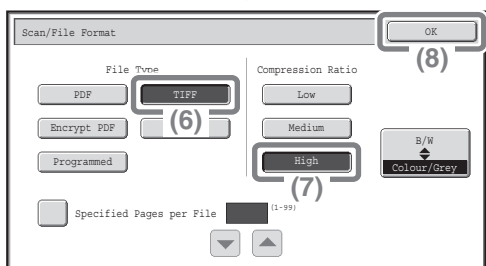 Scan/File Format
OK
(8)
File Type
Compression Ratio
PDF
TIFF
Low
(6)
Encrypt PDF
Medium
B/W
Colour/Grey
Programmed
High
(7)
Specified Pages per File
(1-99)